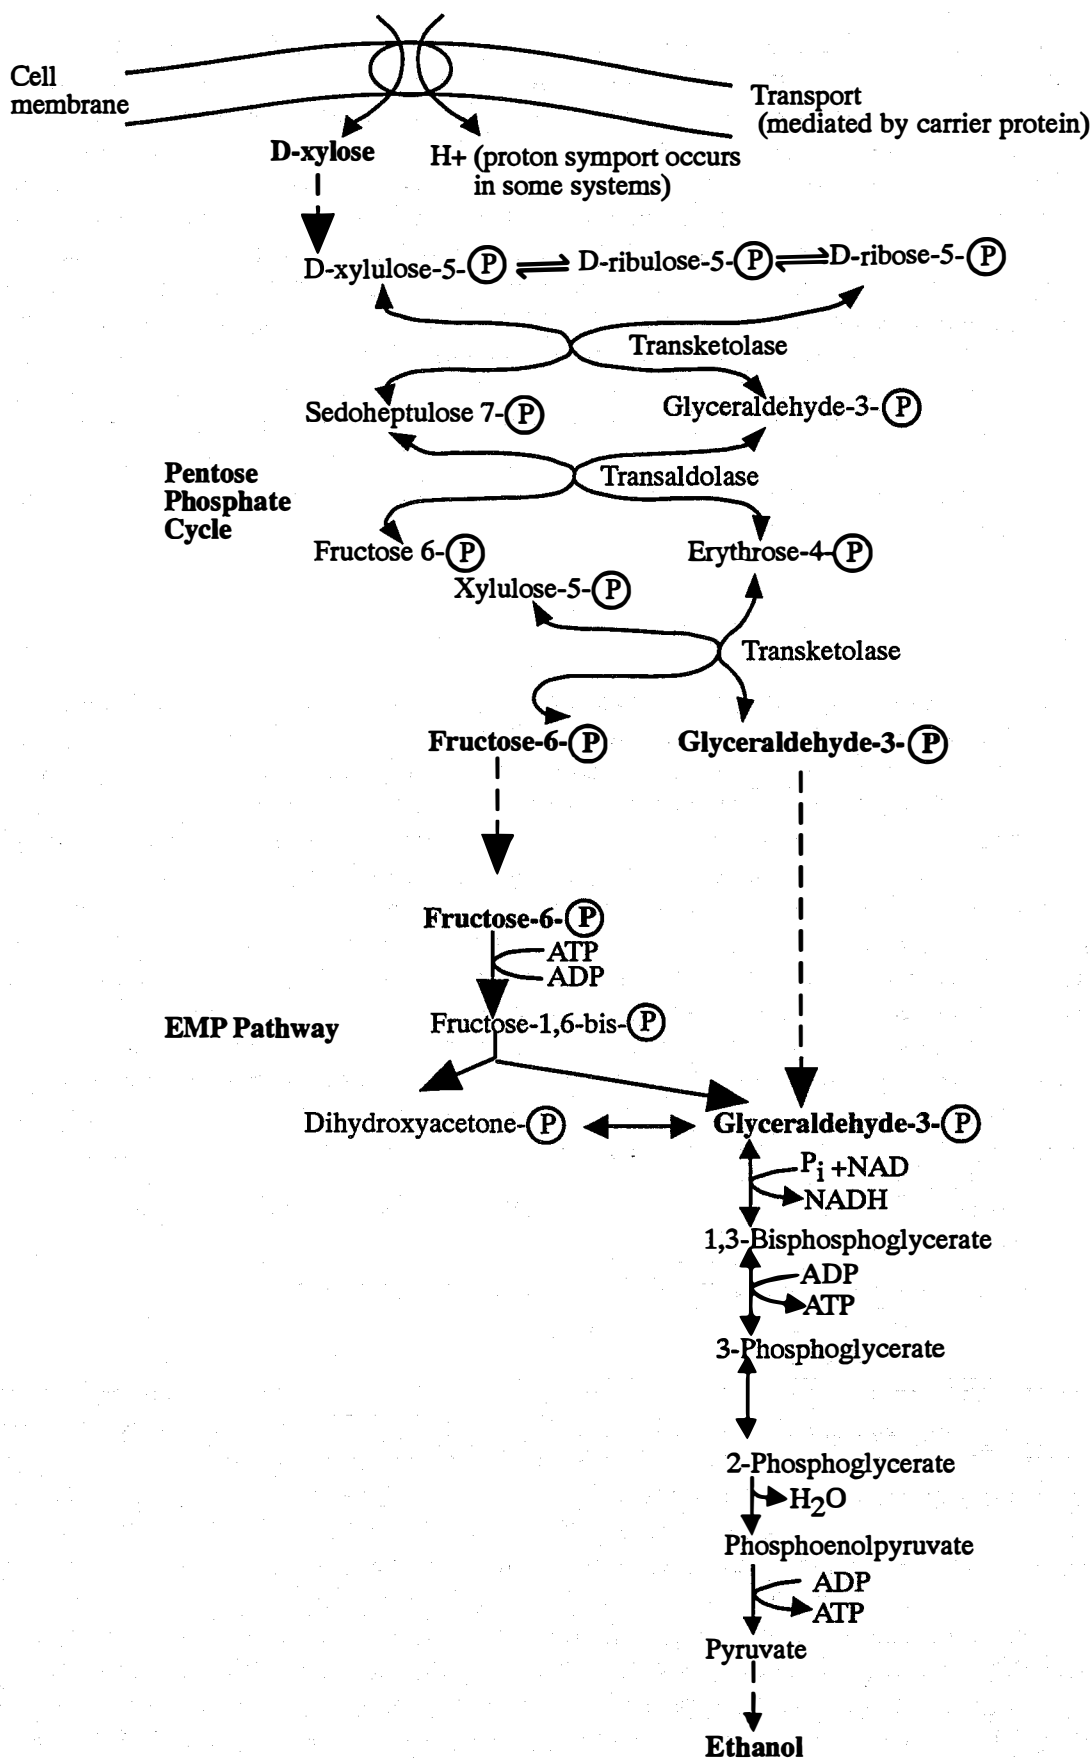 Cell
membrane
Transport
(mediated by carrier protein)
D-xylose
H+ (proton symport occurs
in some systems)
D-xylulose-5-P D-ribulose-5-P D-ribose-5-P
Transketolase
Sedoheptulose 7-P Glyceraldehyde-3-P
Pentose
Phosphate
Cycle
Transaldolase
Fructose 6-P Erythrose-4-P
Xylulose-5-P
Transketolase
Fructose-6-P Glyceraldehyde-3-P
Fructose-6-P
ATP
ADP
EMP Pathway
Fructose-1,6-bis-P
Dihydroxyacetone-P Glyceraldehyde-3-P
Pi +NAD
NADH
1,3-Bisphosphoglycerate
ADP
ATP
3-Phosphoglycerate
2-Phosphoglycerate
H2O
Phosphoenolpyruvate
ADP
ATP
Pyruvate
Ethanol